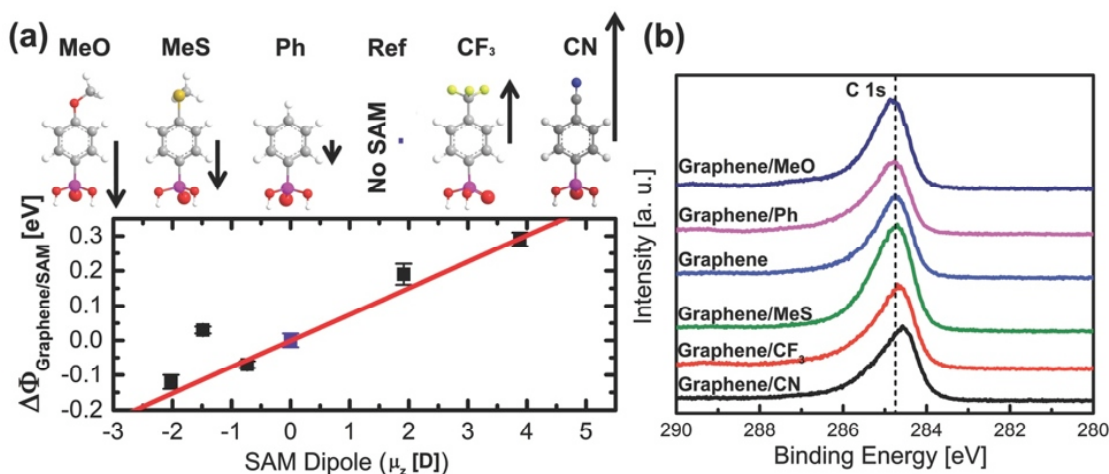 (a) MeO MeS Ph Ref CF₃ CN
No SAM
ΔΦGraphene/SAM [eV]
0.3
0.2
0.1
0.0
-0.1
-0.2
-3 -2 -1 0 1 2 3 4 5
SAM Dipole (μz [D])
(b)
C 1s
Graphene/MeO
Graphene/Ph
Graphene
Graphene/MeS
Graphene/CF₃
Graphene/CN
Intensity [a. u.]
290 288 286 284 282 280
Binding Energy [eV]